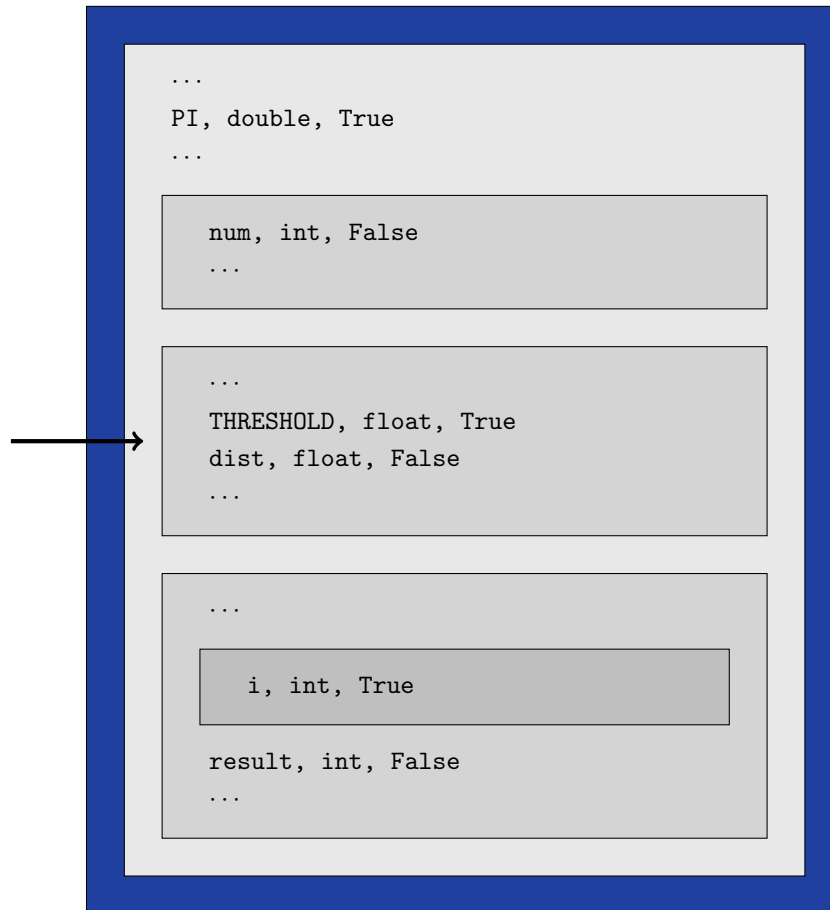 ...
PI, double, True
...
num, int, False
...
...
THRESHOLD, float, True
dist, float, False
...
...
i, int, True
result, int, False
...